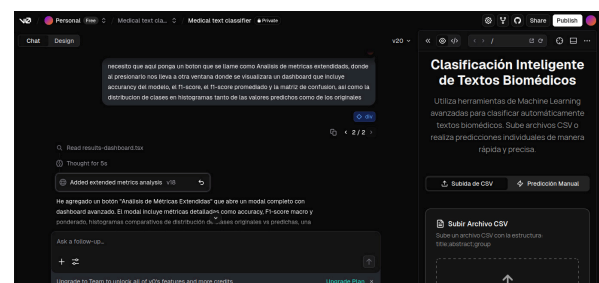 v0 / Personal Free / Medical text cla... / Medical text classifier Private Share Publish
Chat Design v20 /
necesito que aqui ponga un boton que se llame como Analisis de metricas extendidads, donde
al presionarlo nos lleva a otra ventana donde se visualizara un dashboard que incluye
accuracy del modelo, el f1-score, el f1-score promediado y la matriz de confusion, asi como la
distribucion de clases en histogramas tanto de las valores predichos como de los originales
div
2 / 2
Read results-dashboard.tsx
Thought for 5s
Added extended metrics analysis v18
He agregado un botón "Análisis de Métricas Extendidas" que abre un modal completo con
dashboard avanzado. El modal incluye métricas detalladas como accuracy, F1-score macro y
ponderado, histogramas comparativos de distribución de clases originales vs predichas, una
Ask a follow-up...
Upgrade to Team to unlock all of v0's features and more credits Upgrade Plan ×
Clasificación Inteligente
de Textos Biomédicos
Utiliza herramientas de Machine Learning
avanzadas para clasificar automáticamente
textos biomédicos. Sube archivos CSV o
realiza predicciones individuales de manera
rápida y precisa.
Subida de CSV Predicción Manual
Subir Archivo CSV
Sube un archivo CSV con la estructura:
title;abstract;group